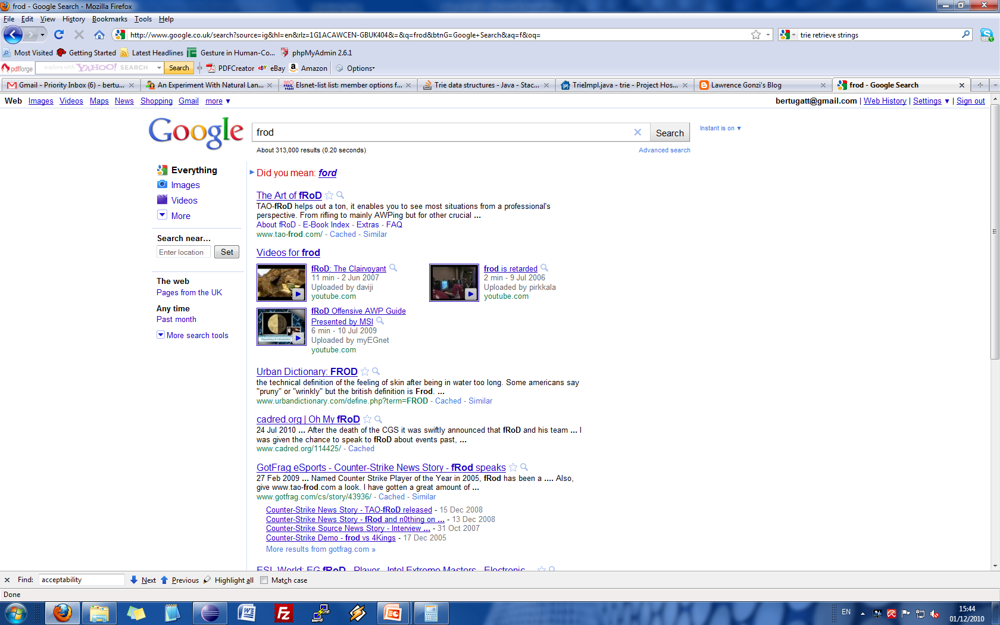 frod - Google Search - Mozilla Firefox
File Edit View History Bookmarks Tools Help
http://www.google.co.uk/search?source=ig&hl=en&rlz=1G1ACAWCEN-GBUK404&=&q=frod&btnG=Google+Search&aq=f&oq= trie retrieve strings
Most Visited Getting Started Latest Headlines Gesture in Human-Co... phpMyAdmin 2.6.1
pdfforge explore with YAHOO! SEARCH Search PDFCreator eBay Amazon Options
Gmail - Priority Inbox (6) - bertu... An Experiment With Natural Lan... Elsnet-list list: member options f... Trie data structures - Java - Stac... TrieImpl.java - trie - Project Hos... Lawrence Gonzi's Blog frod - Google Search
Web Images Videos Maps News Shopping Gmail more ▼ bertugatt@gmail.com | Web History | Settings ▼ | Sign out
Google frod Search Instant is on ▼
About 313,000 results (0.20 seconds) Advanced search
Everything
Images
Videos
More
Search near...
Enter location Set
The web
Pages from the UK
Any time
Past month
More search tools
Did you mean: ford
The Art of fRoD
TAO-fRoD helps out a ton, it enables you to see most situations from a professional's
perspective. From rifling to mainly AWPing but for other crucial ...
About fRoD - E-Book Index - Extras - FAQ
www.tao-frod.com/ - Cached - Similar
Videos for frod
fRoD: The Clairvoyant
11 min - 2 Jun 2007
Uploaded by daviji
youtube.com
frod is retarded
2 min - 9 Jul 2006
Uploaded by pirkkala
youtube.com
fRoD Offensive AWP Guide
Presented by MSI
6 min - 10 Jul 2009
Uploaded by myEGnet
youtube.com
Urban Dictionary: FROD
the technical definition of the feeling of skin after being in water too long. Some americans say
"pruny" or "wrinkly" but the british definition is Frod. ...
www.urbandictionary.com/define.php?term=FROD - Cached - Similar
cadred.org | Oh My fRoD
24 Jul 2010 ... After the death of the CGS it was swiftly announced that fRoD and his team ... I
was given the chance to speak to fRoD about events past, ...
www.cadred.org/114425/ - Cached
GotFrag eSports - Counter-Strike News Story - fRod speaks
27 Feb 2009 ... Named Counter Strike Player of the Year in 2005, fRod has been a .... Also,
give www.tao-frod.com a look. I have gotten a great amount of ...
www.gotfrag.com/cs/story/43936/ - Cached - Similar
Counter-Strike News Story - TAO-fRoD released - 15 Dec 2008
Counter-Strike News Story - fRod and n0thing on ... - 13 Dec 2008
Counter-Strike Source News Story - Interview ... - 31 Oct 2007
Counter-Strike Demo - frod vs 4Kings - 17 Dec 2005
More results from gotfrag.com »
ESL World: EG fRoD - Player - Intel Extreme Masters - Electronic ...
Find: acceptability Next Previous Highlight all Match case
Done
EN 15:44
01/12/2010